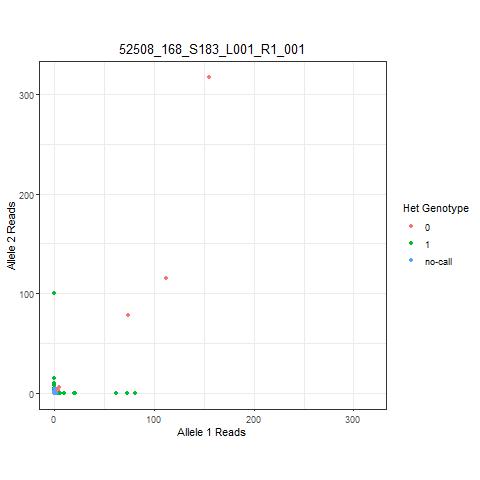 52508_168_S183_L001_R1_001
300
200
100
0
Allele 2 Reads
0 100 200 300
Allele 1 Reads
Het Genotype
0
1
no-call